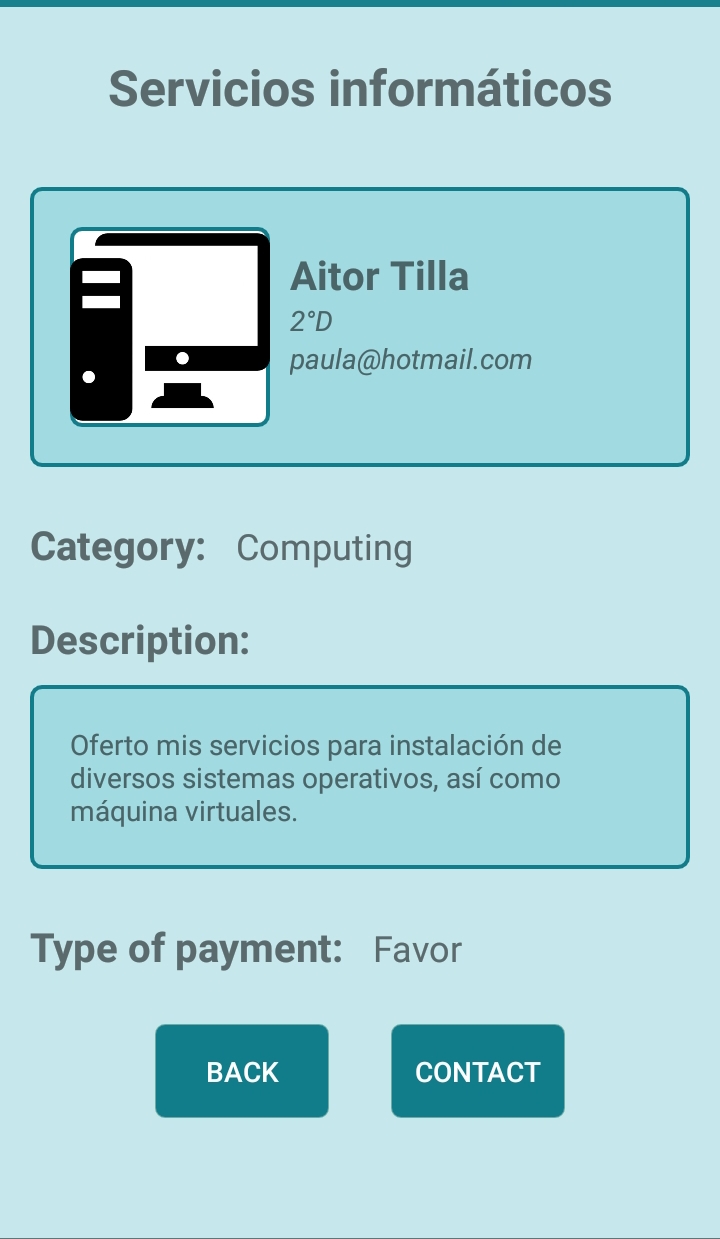 Servicios informáticos
Aitor Tilla
2°D
paula@hotmail.com
Category: Computing
Description:
Oferto mis servicios para instalación de
diversos sistemas operativos, así como
máquina virtuales.
Type of payment: Favor
BACK CONTACT